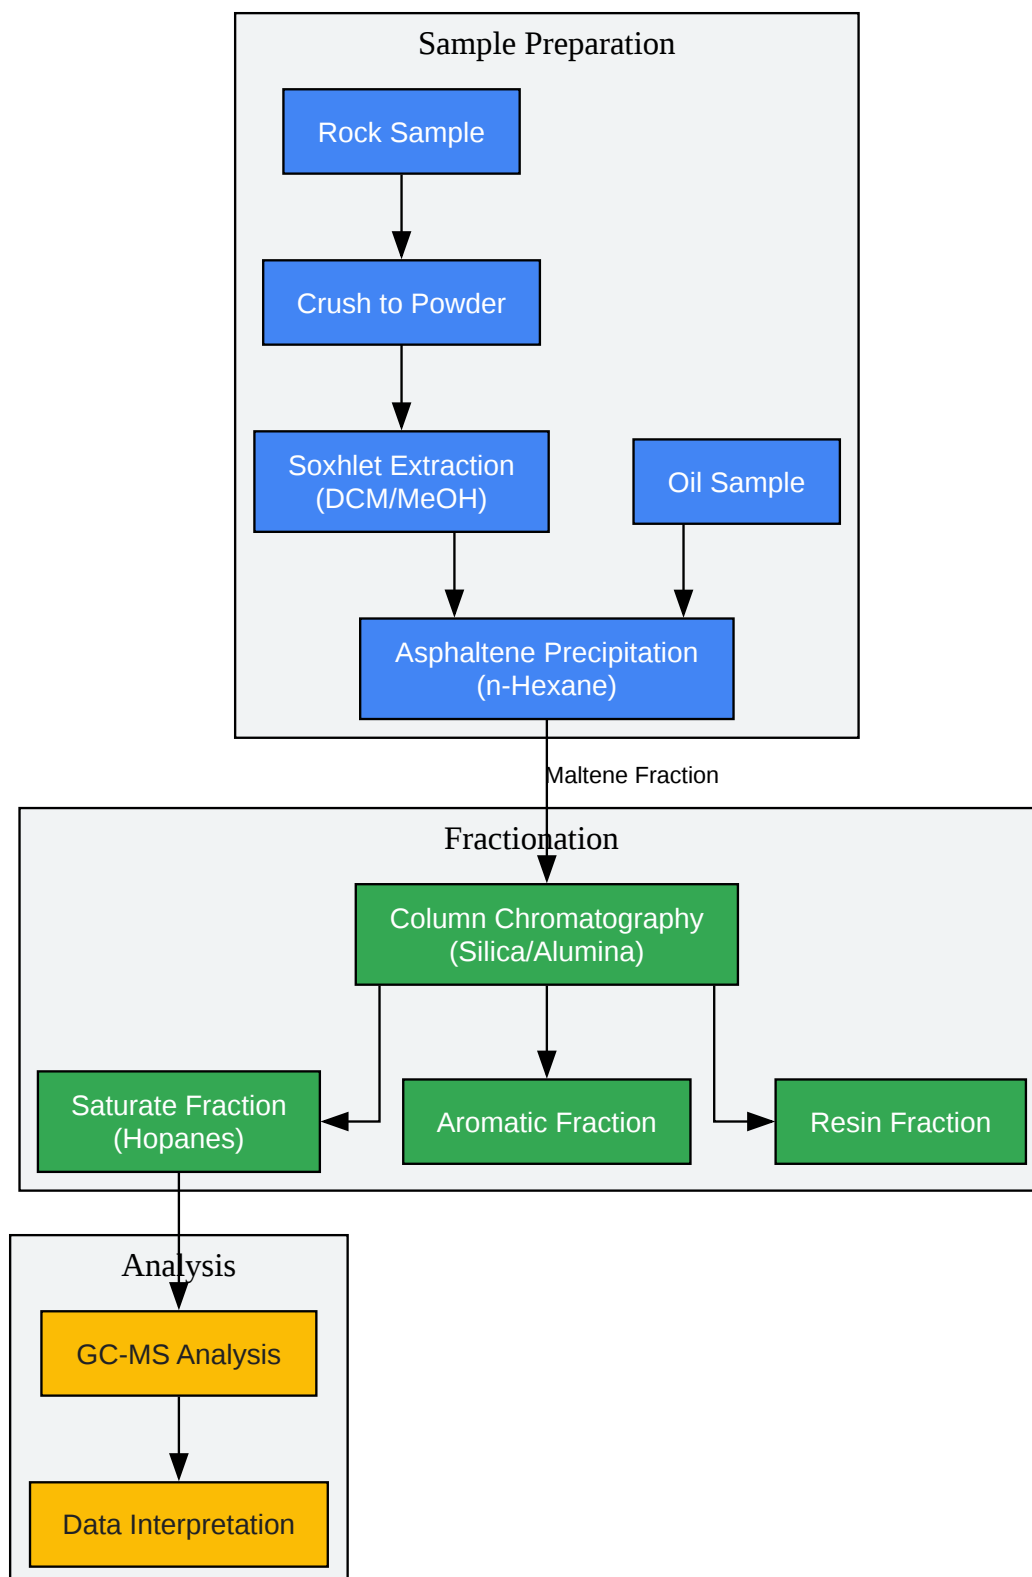 Sample Preparation
Rock Sample
Crush to Powder
Soxhlet Extraction
(DCM/MeOH)
Oil Sample
Asphaltene Precipitation
(n-Hexane)
Maltene Fraction
Fractionation
Column Chromatography
(Silica/Alumina)
Saturate Fraction
(Hopanes)
Aromatic Fraction
Resin Fraction
Analysis
GC-MS Analysis
Data Interpretation